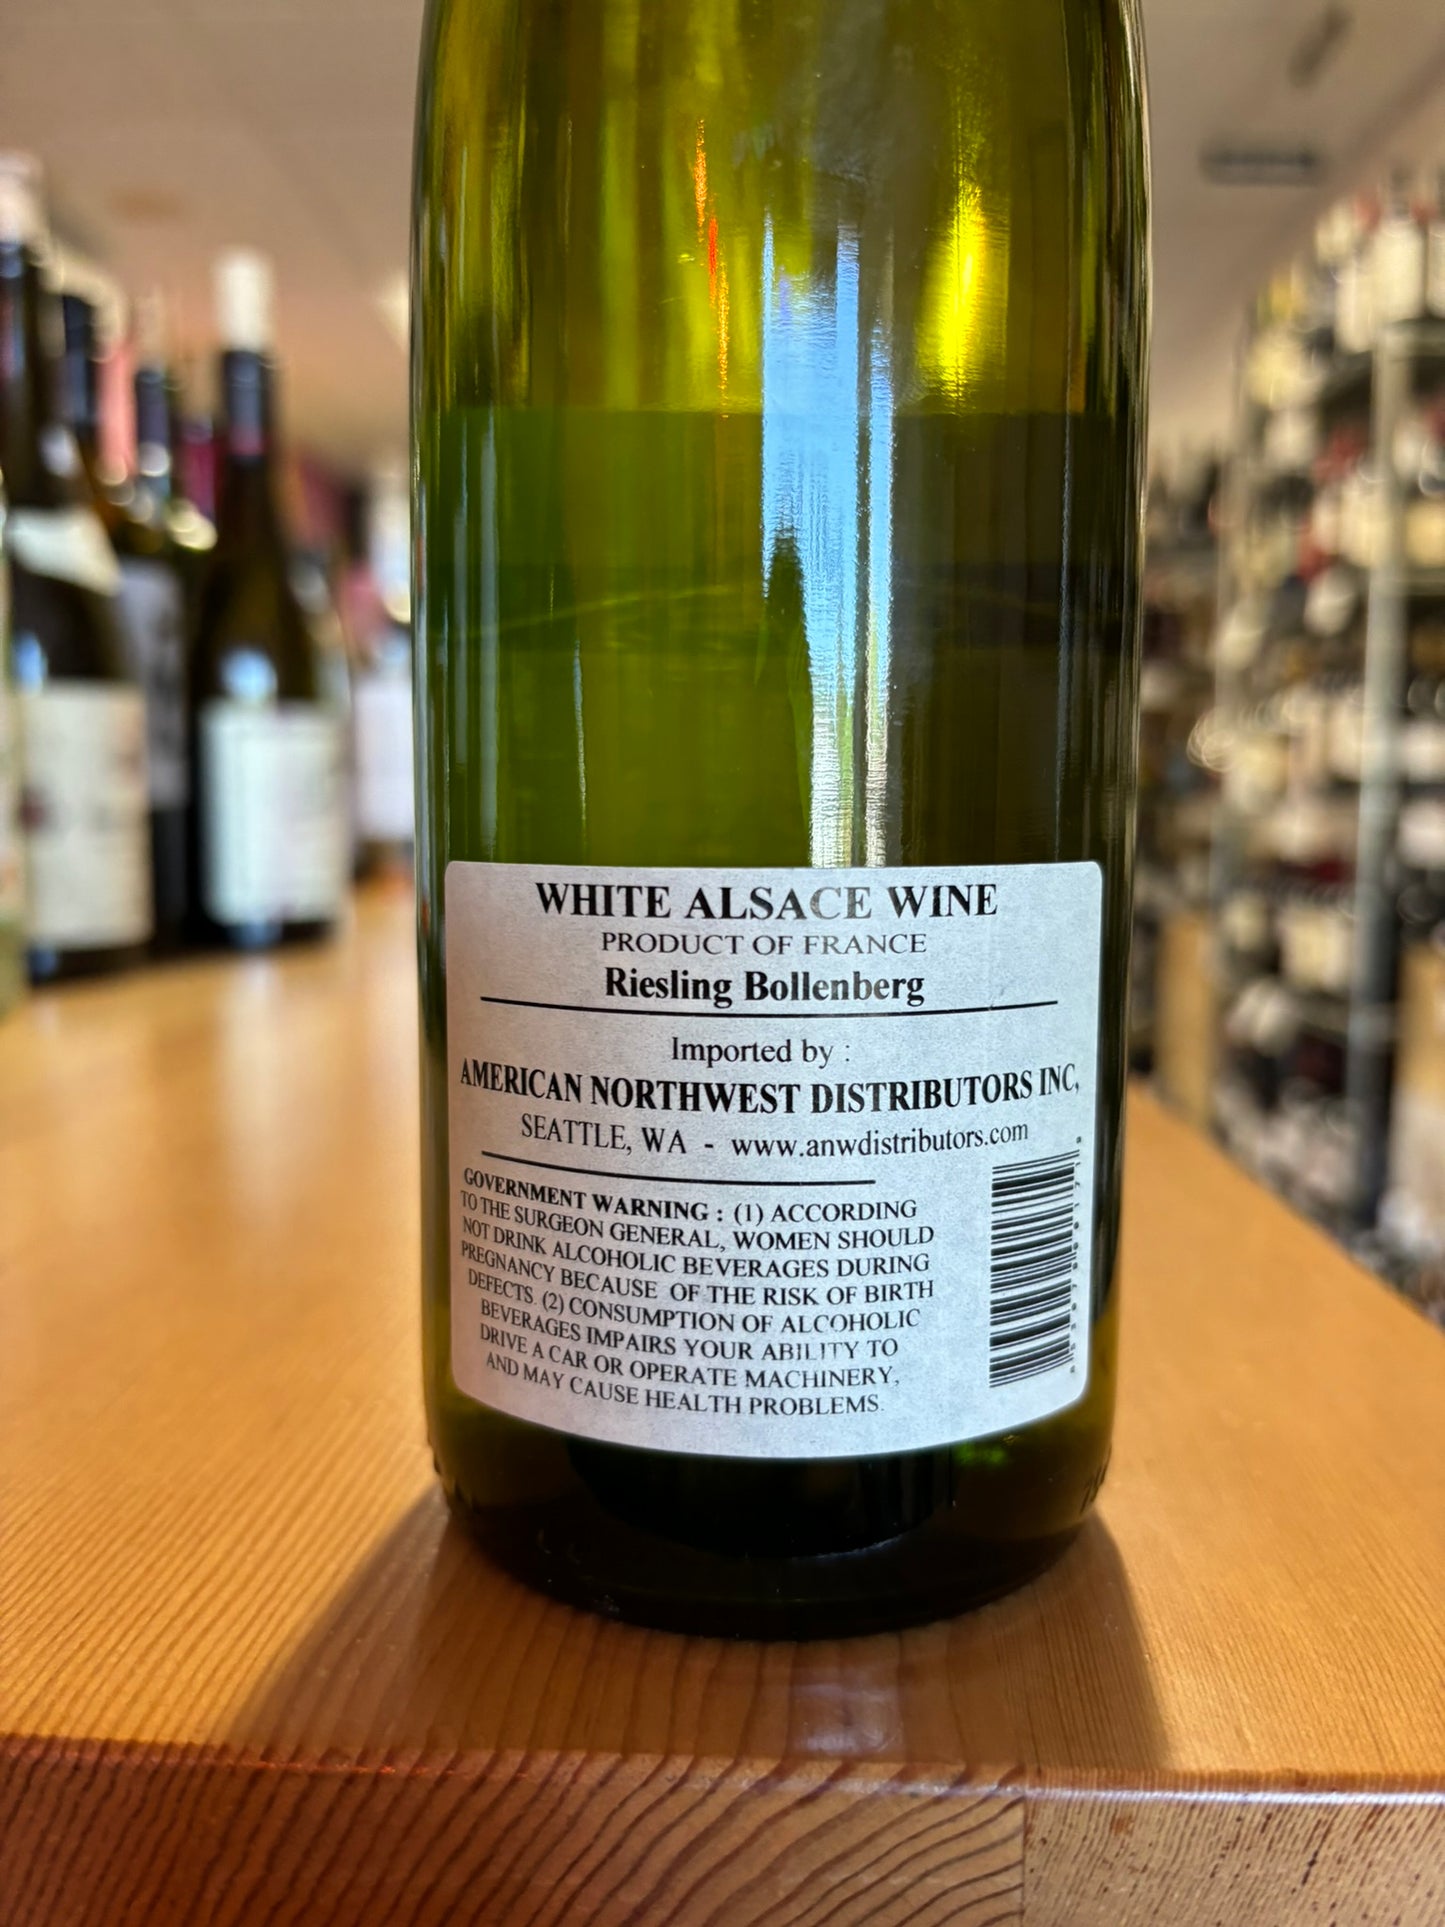 WHITE ALSACE WINE
PRODUCT OF FRANCE
Riesling Bollenberg
Imported by :
AMERICAN NORTHWEST DISTRIBUTORS INC,
SEATTLE, WA - www.anwdistributors.com
GOVERNMENT WARNING : (1) ACCORDING
TO THE SURGEON GENERAL, WOMEN SHOULD
NOT DRINK ALCOHOLIC BEVERAGES DURING
PREGNANCY BECAUSE OF THE RISK OF BIRTH
DEFECTS. (2) CONSUMPTION OF ALCOHOLIC
BEVERAGES IMPAIRS YOUR ABILITY TO
DRIVE A CAR OR OPERATE MACHINERY,
AND MAY CAUSE HEALTH PROBLEMS.